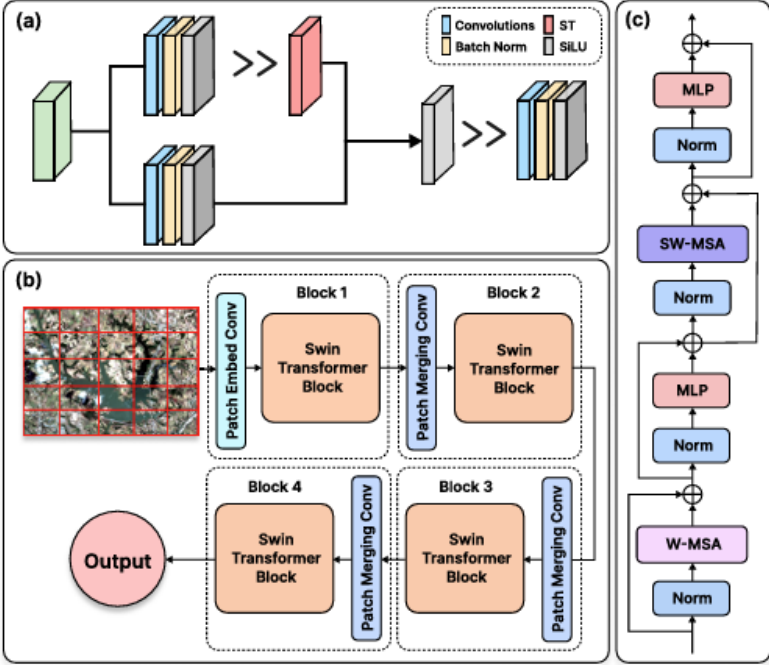 (a)
Convolutions
ST
Batch Norm
SiLU
(b)
Block 1
Patch Embed Conv
Swin
Transformer
Block
Block 2
Patch Merging Conv
Swin
Transformer
Block
Block 4
Swin
Transformer
Block
Patch Merging Conv
Block 3
Swin
Transformer
Block
Patch Merging Conv
Output
(c)
MLP
Norm
SW-MSA
Norm
MLP
Norm
W-MSA
Norm